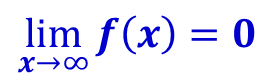 lim f(x) = 0
x→∞